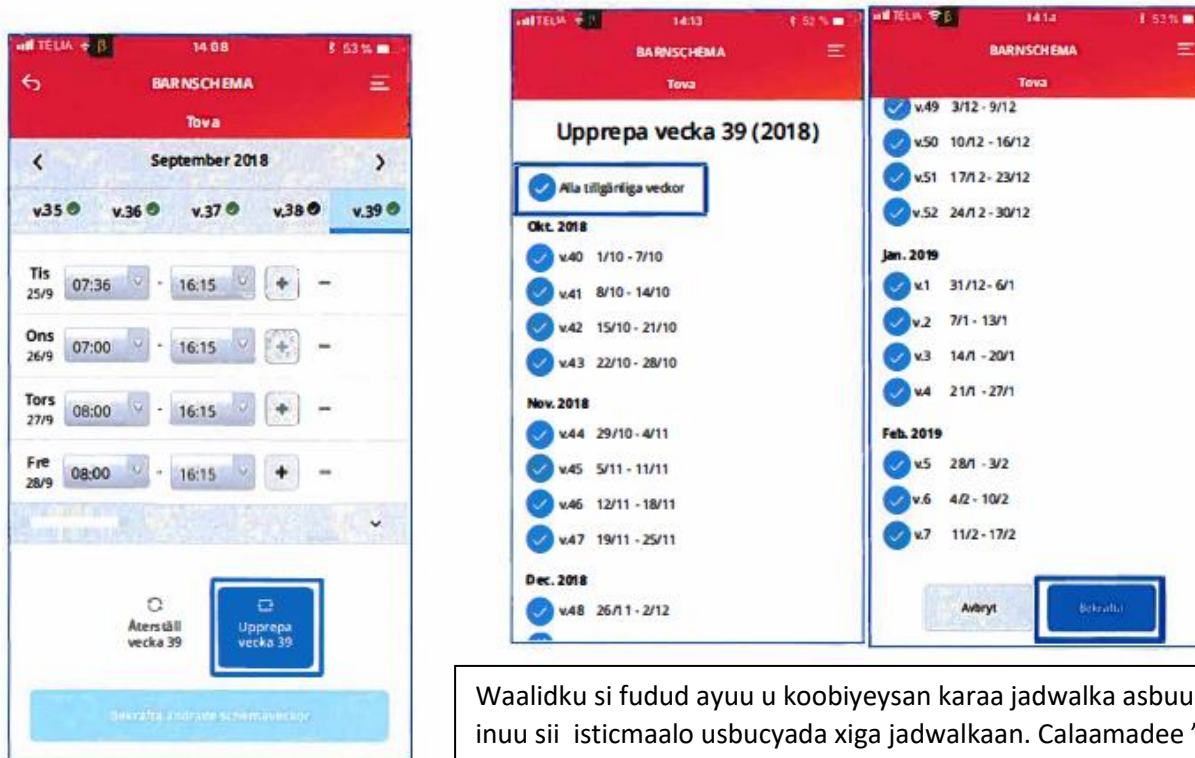 TELIA β 14:08 53 %
BARNSCHEMA
Tova
September 2018
v.35 v.36 v.37 v.38 v.39
Tis 07:36 - 16:15 + -
25/9
Ons 07:00 - 16:15 + -
26/9
Tors 08:00 - 16:15 + -
27/9
Fre 08:00 - 16:15 + -
28/9
Återställ
vecka 39
Upprepa
vecka 39
Bekräfta ändrade schemaveckor
TELIA β 14:13 52 %
BARNSCHEMA
Tova
Upprepa vecka 39 (2018)
Alla tillgängliga veckor
Okt. 2018
v.40 1/10 - 7/10
v.41 8/10 - 14/10
v.42 15/10 - 21/10
v.43 22/10 - 28/10
Nov. 2018
v.44 29/10 - 4/11
v.45 5/11 - 11/11
v.46 12/11 - 18/11
v.47 19/11 - 25/11
Dec. 2018
v.48 26/11 - 2/12
TELIA β 14:14 52 %
BARNSCHEMA
Tova
v.49 3/12 - 9/12
v.50 10/12 - 16/12
v.51 17/12 - 23/12
v.52 24/12 - 30/12
Jan. 2019
v.1 31/12 - 6/1
v.2 7/1 - 13/1
v.3 14/1 - 20/1
v.4 21/1 - 27/1
Feb. 2019
v.5 28/1 - 3/2
v.6 4/2 - 10/2
v.7 11/2 - 17/2
Avbryt
Bekräfta
Waalidku si fudud ayuu u koobiyeysan karaa jadwalka asbuu
inuu sii isticmaalo usbucyada xiga jadwalkaan. Calaamadee